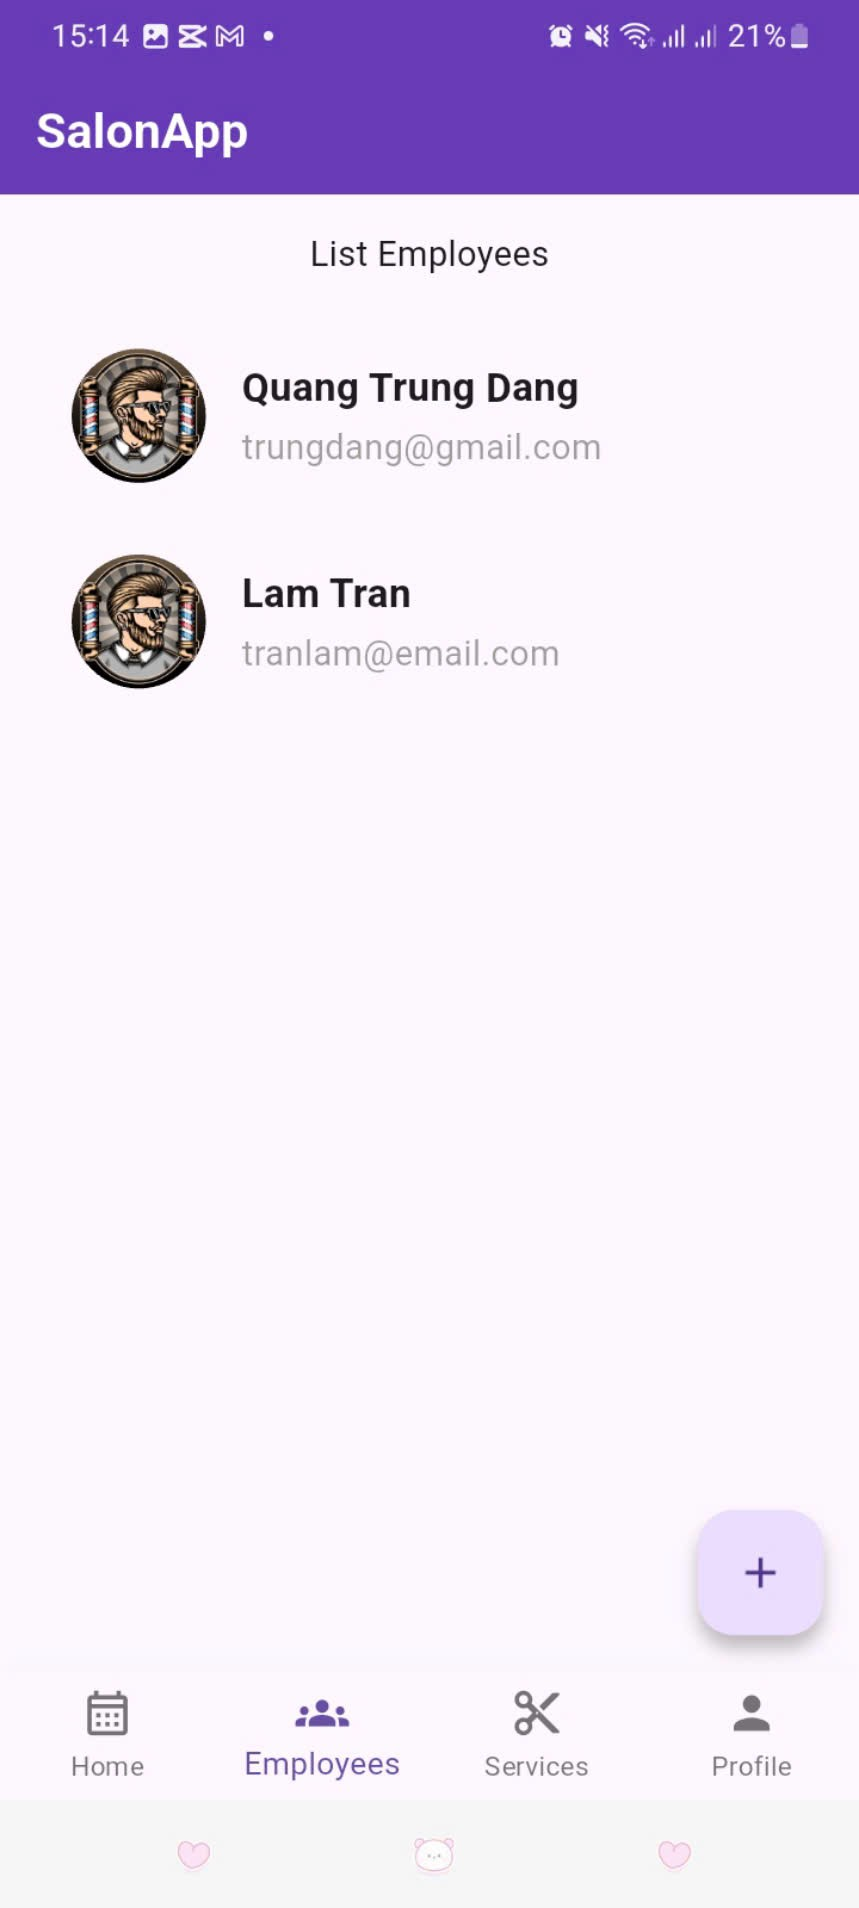 15:14
21%
SalonApp
List Employees
Quang Trung Dang
trungdang@gmail.com
Lam Tran
tranlam@email.com
Home
Employees
Services
Profile